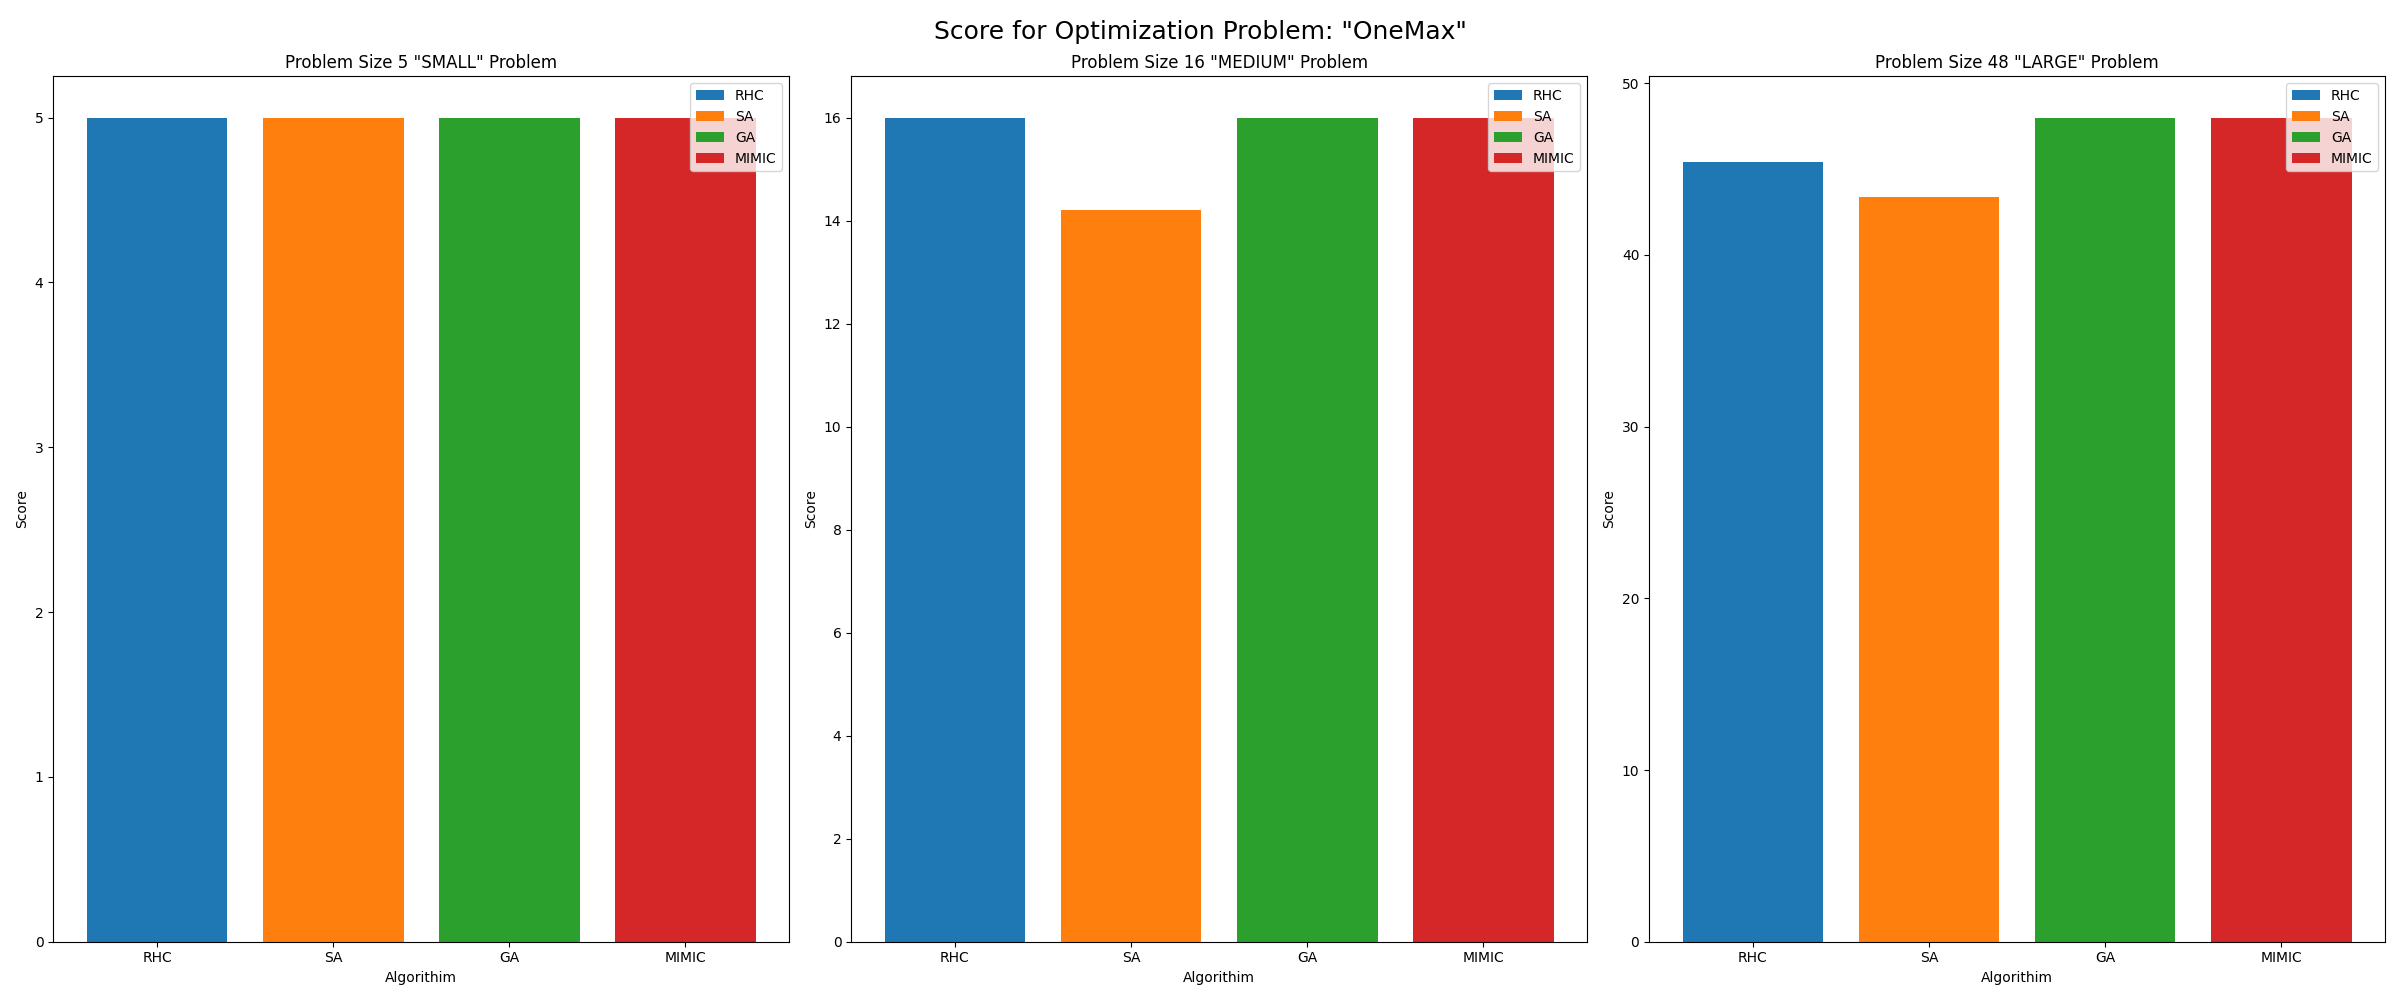 Score for Optimization Problem: "OneMax"
Problem Size 5 "SMALL" Problem
RHC
SA
GA
MIMIC
5
4
3
2
1
0
Score
RHC SA GA MIMIC
Algorithim
Problem Size 16 "MEDIUM" Problem
RHC
SA
GA
MIMIC
16
14
12
10
8
6
4
2
0
Score
RHC SA GA MIMIC
Algorithim
Problem Size 48 "LARGE" Problem
RHC
SA
GA
MIMIC
50
40
30
20
10
0
Score
RHC SA GA MIMIC
Algorithim